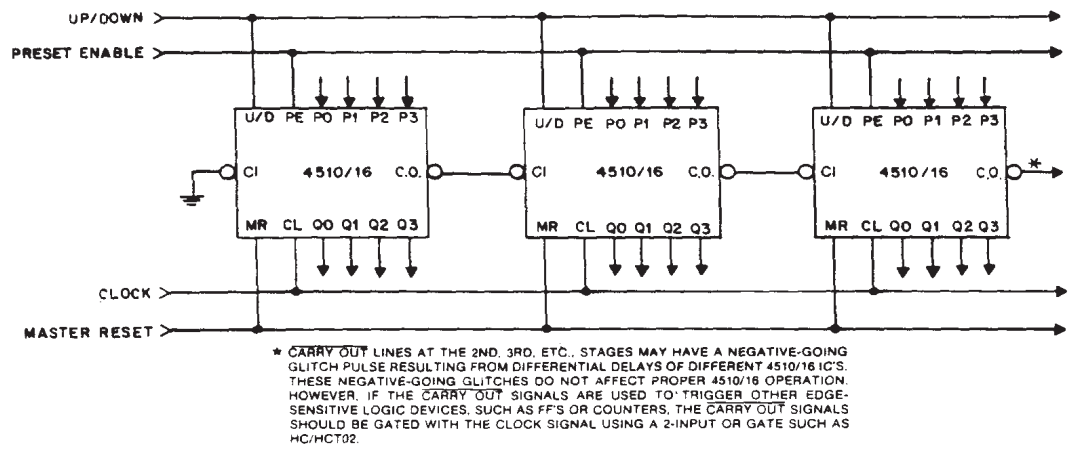 UP/DOWN
PRESET ENABLE
U/D PE P0 P1 P2 P3
U/D PE P0 P1 P2 P3
U/D PE P0 P1 P2 P3
CI 4510/16 C.O.
CI 4510/16 C.O.
CI 4510/16 C.O. *
MR CL Q0 Q1 Q2 Q3
MR CL Q0 Q1 Q2 Q3
MR CL Q0 Q1 Q2 Q3
CLOCK
MASTER RESET
* CARRY OUT LINES AT THE 2ND, 3RD, ETC., STAGES MAY HAVE A NEGATIVE-GOING
GLITCH PULSE RESULTING FROM DIFFERENTIAL DELAYS OF DIFFERENT 4510/16 IC'S.
THESE NEGATIVE-GOING GLITCHES DO NOT AFFECT PROPER 4510/16 OPERATION.
HOWEVER, IF THE CARRY OUT SIGNALS ARE USED TO TRIGGER OTHER EDGE-
SENSITIVE LOGIC DEVICES, SUCH AS FF'S OR COUNTERS, THE CARRY OUT SIGNALS
SHOULD BE GATED WITH THE CLOCK SIGNAL USING A 2-INPUT OR GATE SUCH AS
HC/HCT02.